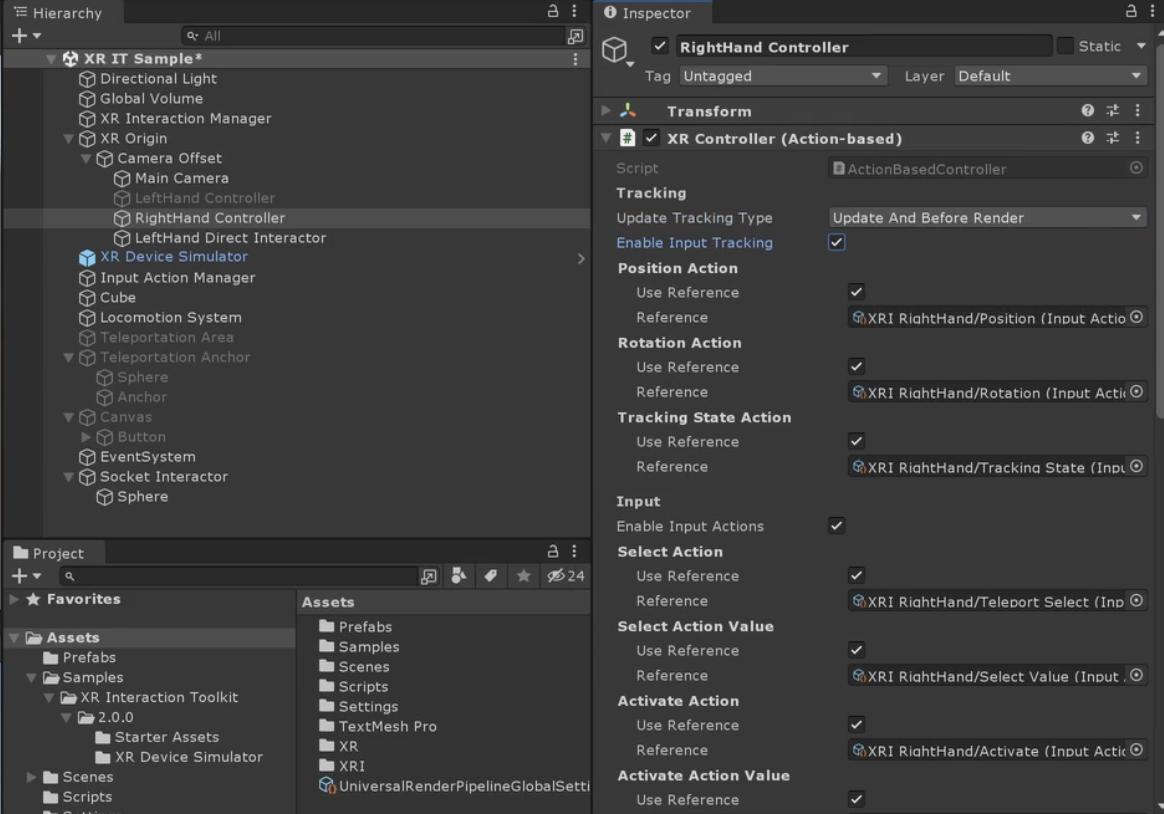 Hierarchy
All
XR IT Sample*
Directional Light
Global Volume
XR Interaction Manager
XR Origin
Camera Offset
Main Camera
LeftHand Controller
RightHand Controller
LeftHand Direct Interactor
XR Device Simulator
Input Action Manager
Cube
Locomotion System
Teleportation Area
Teleportation Anchor
Sphere
Anchor
Canvas
Button
EventSystem
Socket Interactor
Sphere
Project
24
Favorites
Assets
Prefabs
Samples
XR Interaction Toolkit
2.0.0
Starter Assets
XR Device Simulator
Scenes
Scripts
Assets
Prefabs
Samples
Scenes
Scripts
Settings
TextMesh Pro
XR
XRI
UniversalRenderPipelineGlobalSetti
Inspector
RightHand Controller Static
Tag Untagged Layer Default
Transform
# XR Controller (Action-based)
Script ActionBasedController
Tracking
Update Tracking Type Update And Before Render
Enable Input Tracking
Position Action
Use Reference
Reference XRI RightHand/Position (Input Actio
Rotation Action
Use Reference
Reference XRI RightHand/Rotation (Input Actic
Tracking State Action
Use Reference
Reference XRI RightHand/Tracking State (Inpu
Input
Enable Input Actions
Select Action
Use Reference
Reference XRI RightHand/Teleport Select (Inp
Select Action Value
Use Reference
Reference XRI RightHand/Select Value (Input
Activate Action
Use Reference
Reference XRI RightHand/Activate (Input Actic
Activate Action Value
Use Reference